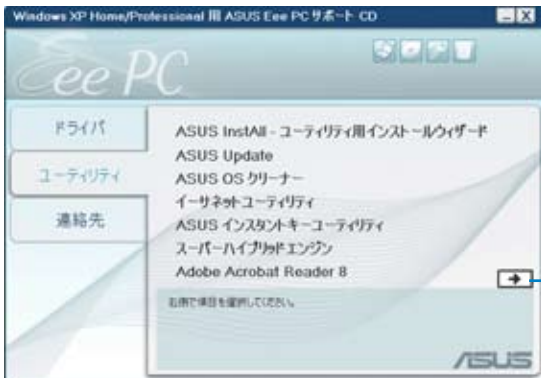 Windows XP Home/Professional 用 ASUS Eee PC サポート CD
Eee PC
ドライバ
ユーティリティ
連絡先
ASUS InstAll - ユーティリティ用インストールウィザード
ASUS Update
ASUS OS クリーナー
イーサネットユーティリティ
ASUS インスタントキーユーティリティ
スーパーハイブリッドエンジン
Adobe Acrobat Reader 8
右側で項目を選択してください。
ASUS